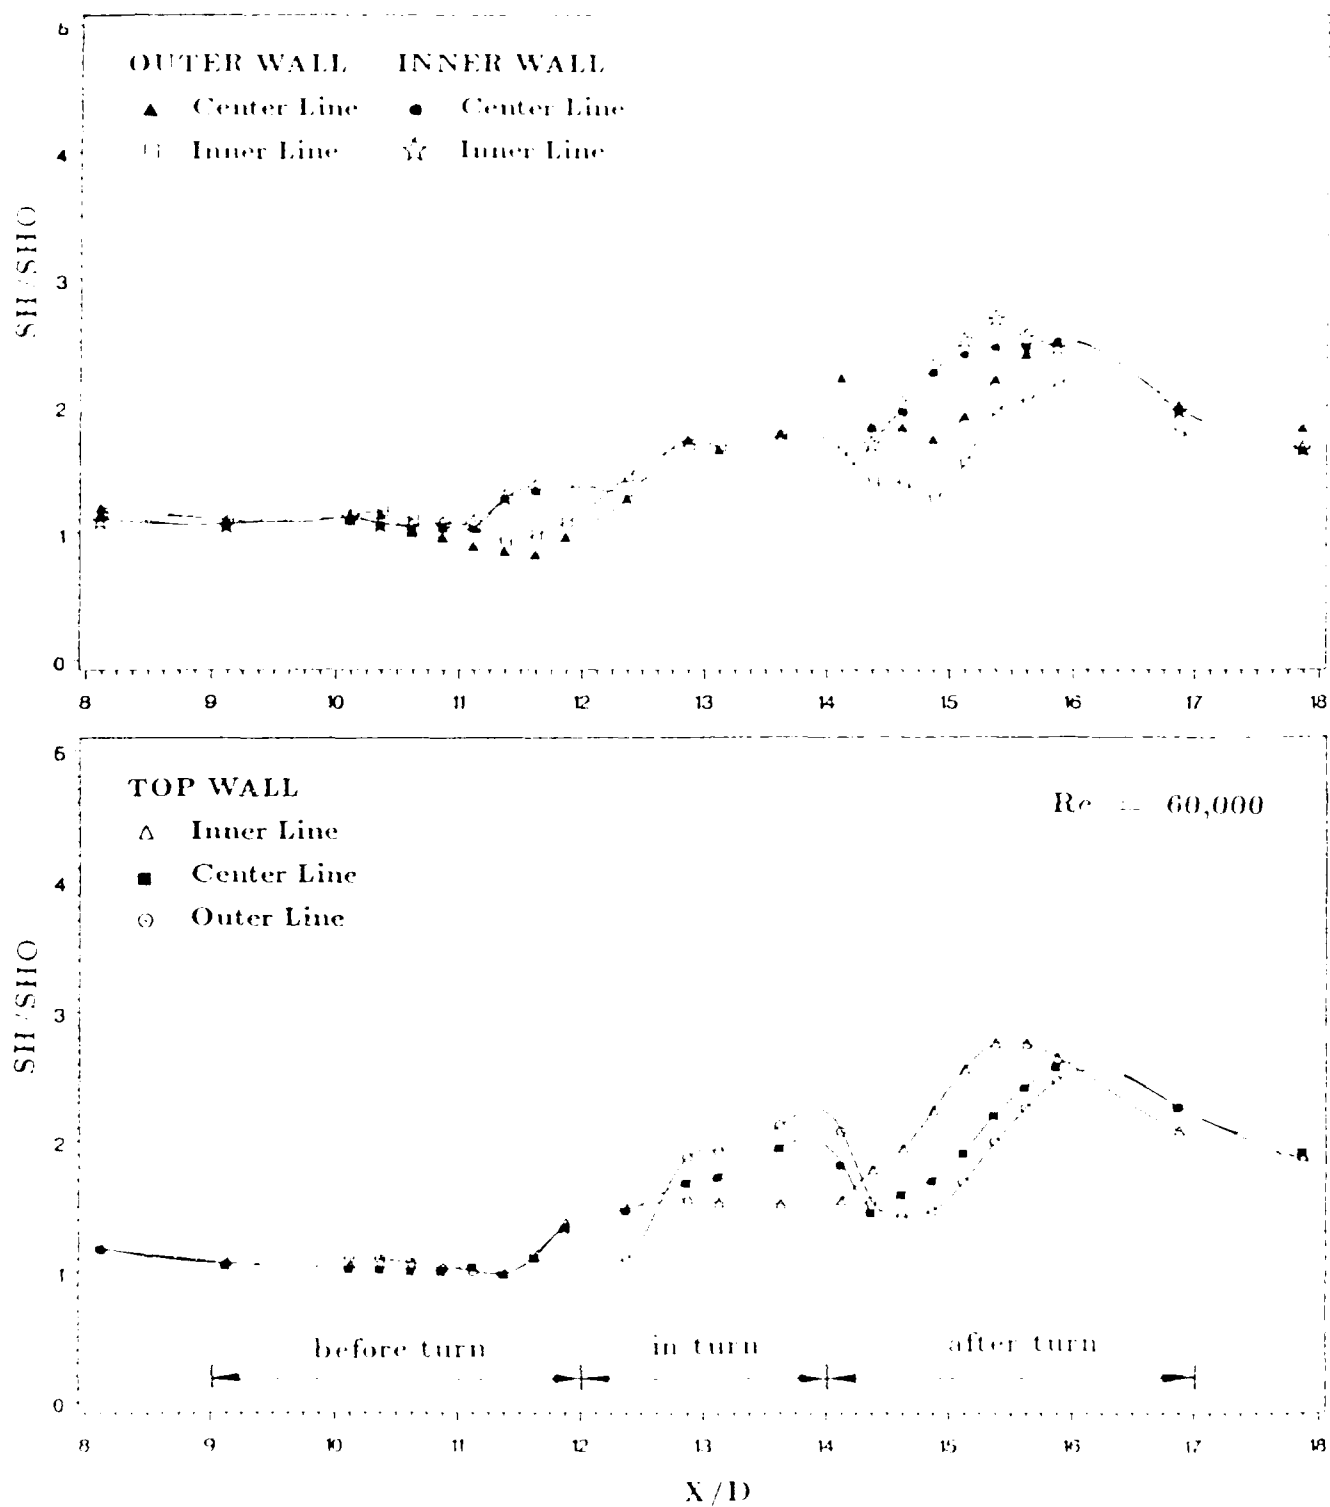 5
OUTER WALL INNER WALL
▲ Center Line ● Center Line
□ Inner Line ☆ Inner Line
4
3
2
1
0
SH/SHO
8 9 10 11 12 13 14 15 16 17 18
5
TOP WALL
Re = 60,000
△ Inner Line
■ Center Line
⊙ Outer Line
4
3
2
1
0
SH/SHO
before turn in turn after turn
8 9 10 11 12 13 14 15 16 17 18
X/D